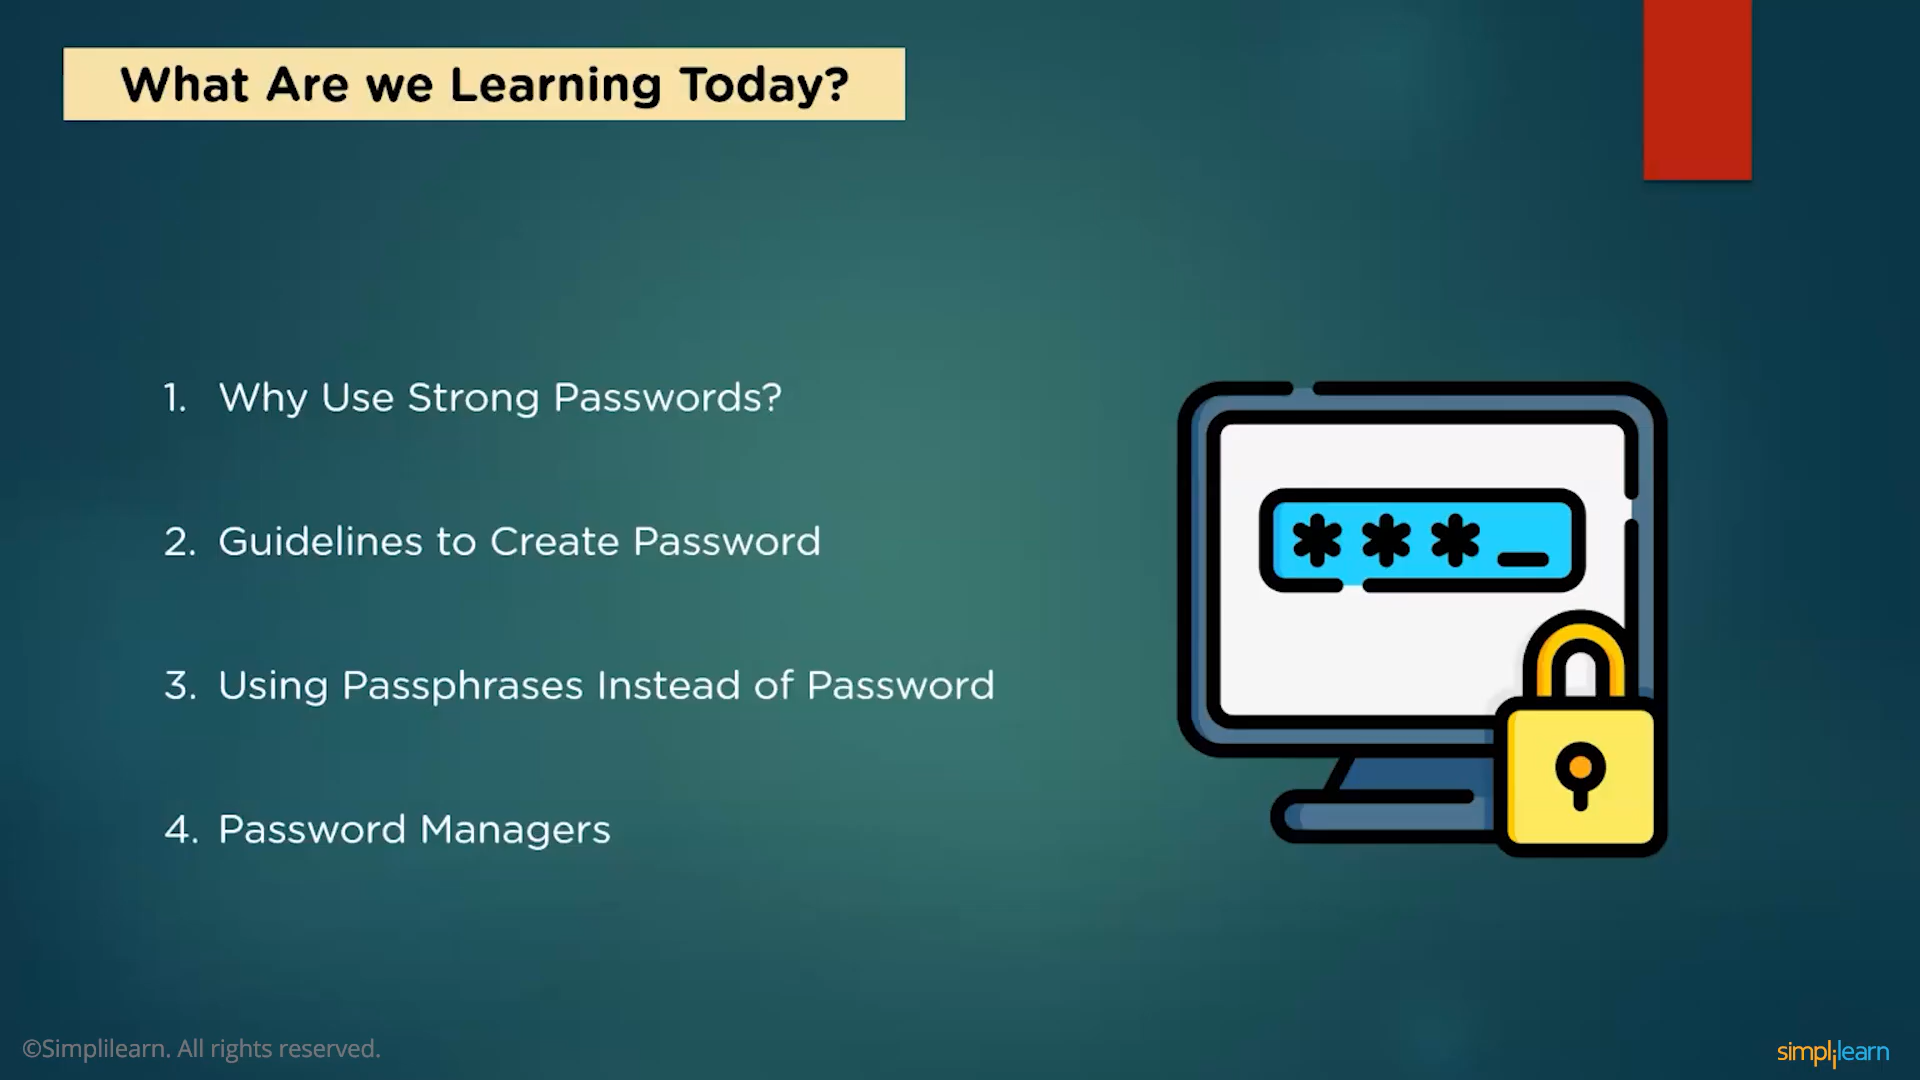 What Are we Learning Today?
1. Why Use Strong Passwords?
2. Guidelines to Create Password
3. Using Passphrases Instead of Password
4. Password Managers
***_
©Simplilearn. All rights reserved.
simplilearn